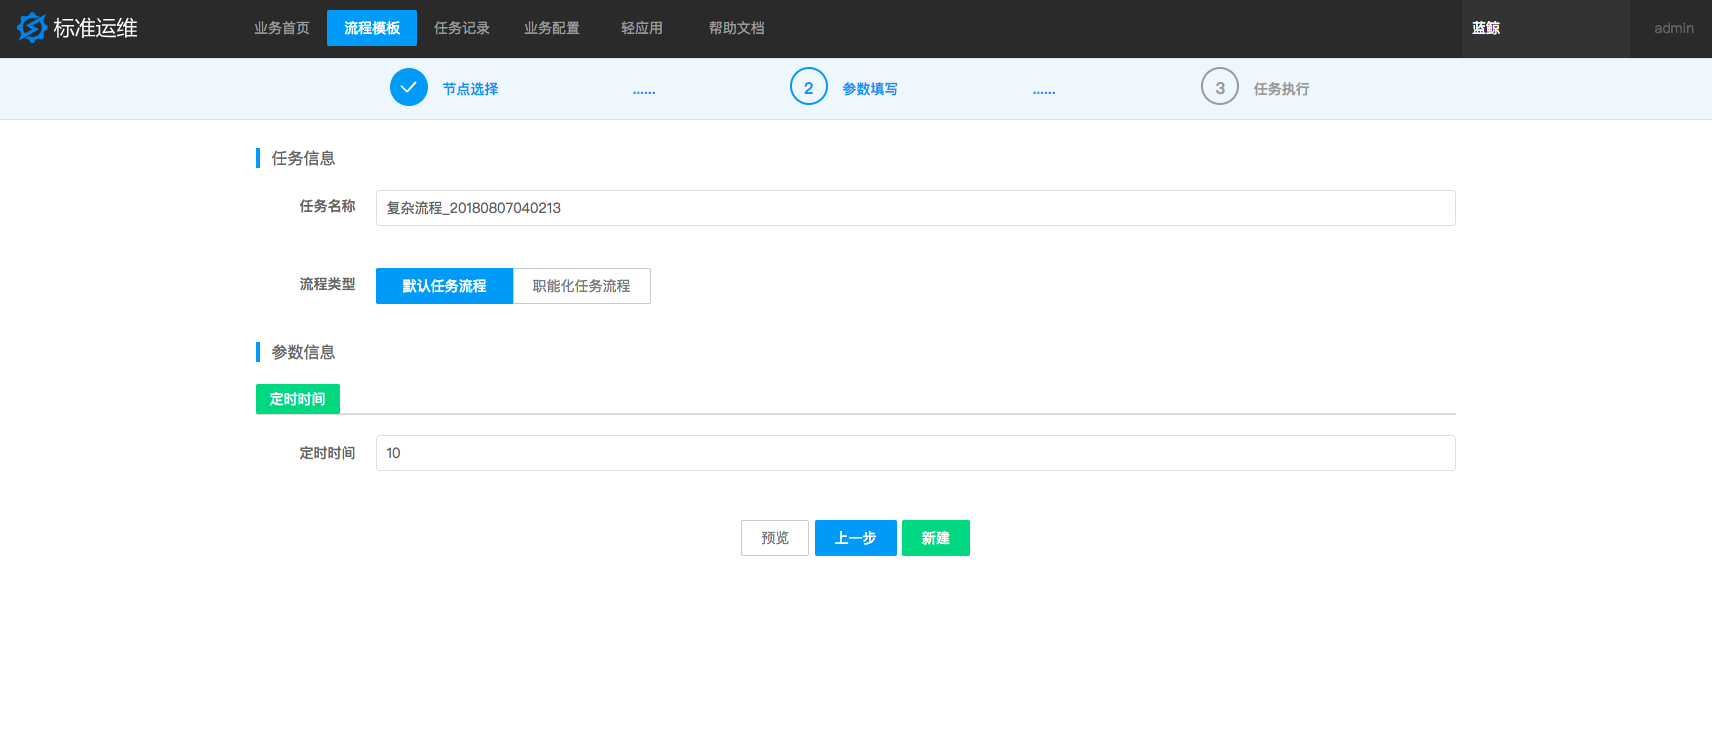 标准运维 业务首页 流程模板 任务记录 业务配置 轻应用 帮助文档 蓝鲸 admin
节点选择 ...... 2 参数填写 ...... 3 任务执行
任务信息
任务名称 复杂流程_20180807040213
流程类型 默认任务流程 职能化任务流程
参数信息
定时时间
定时时间 10
预览 上一步 新建